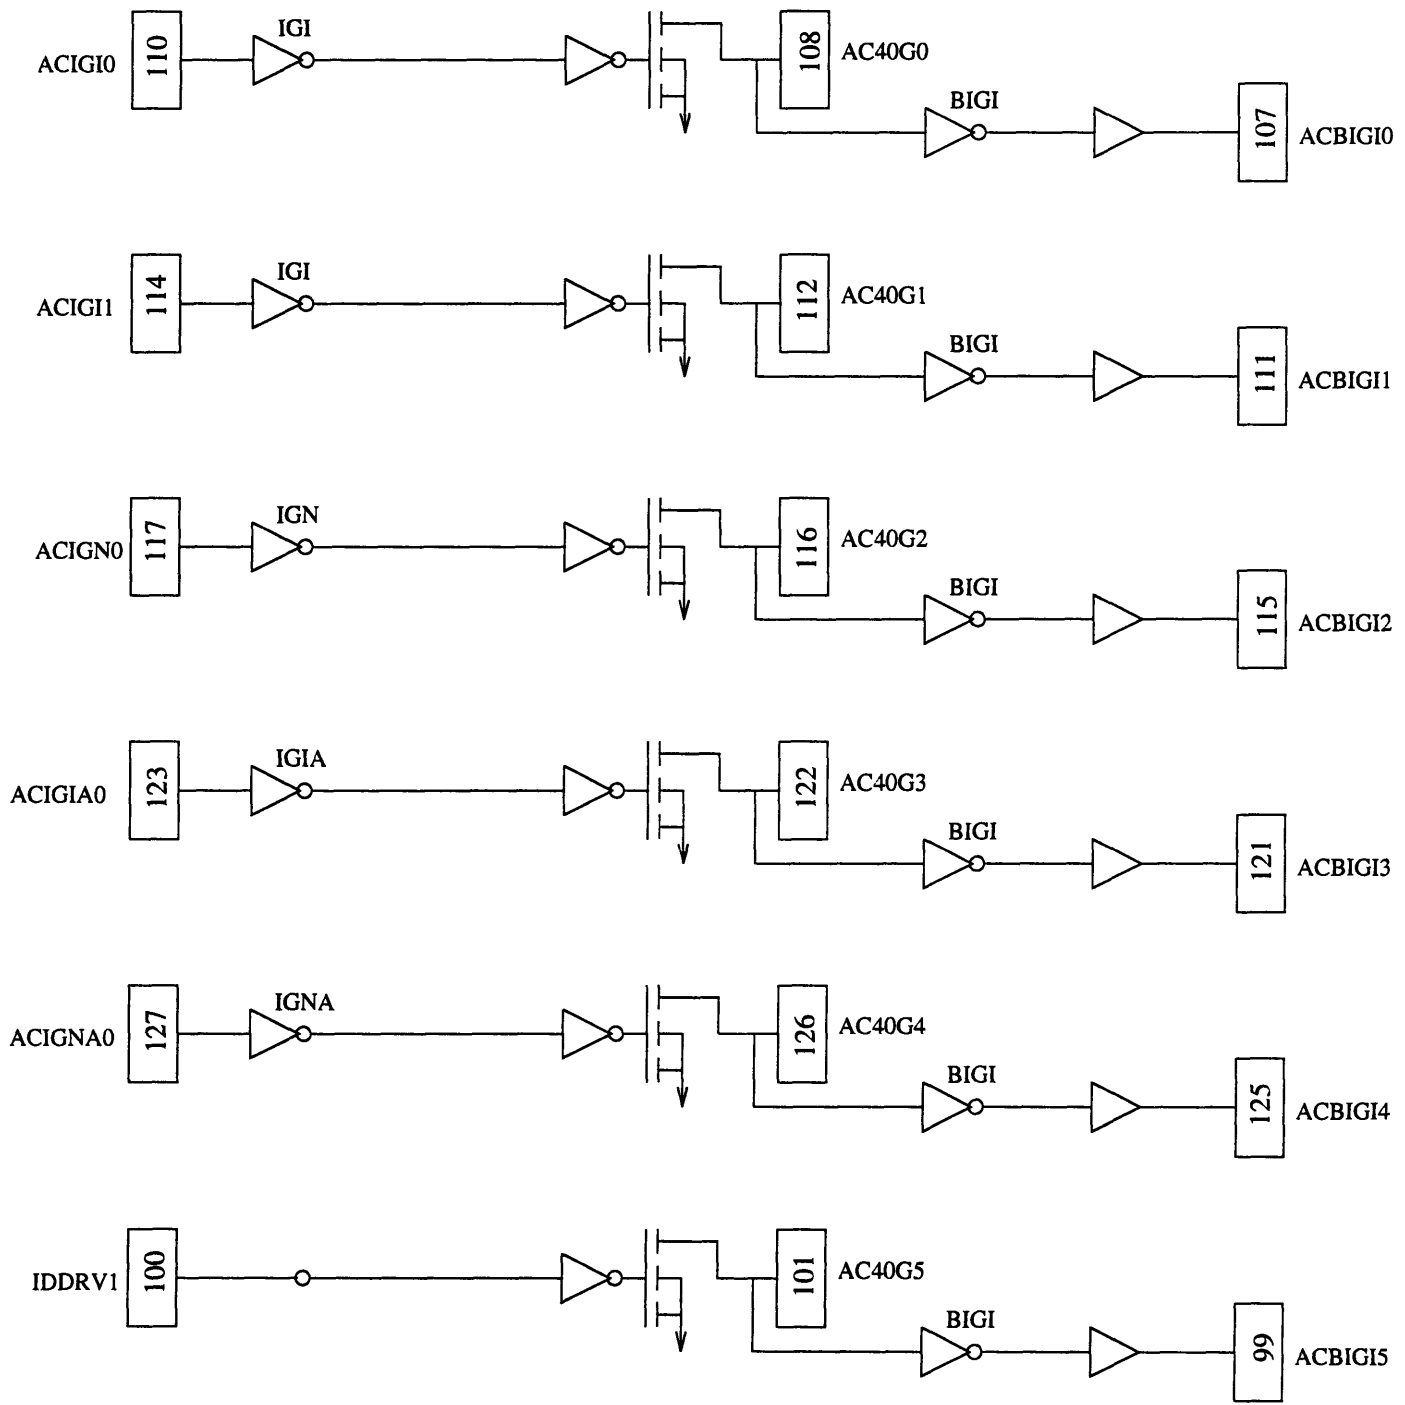 IGI
ACIGI0 110 108 AC40G0
BIGI
107 ACBIGI0
IGI
ACIGI1 114 112 AC40G1
BIGI
111 ACBIGI1
IGN
ACIGN0 117 116 AC40G2
BIGI
115 ACBIGI2
IGIA
ACIGIA0 123 122 AC40G3
BIGI
121 ACBIGI3
IGNA
ACIGNA0 127 126 AC40G4
BIGI
125 ACBIGI4
IDDRV1 100 101 AC40G5
BIGI
99 ACBIGI5